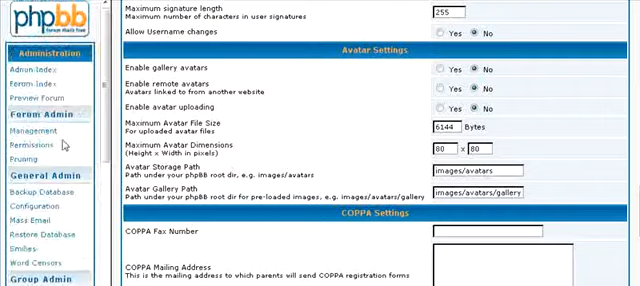 phpBB
Administration
Admin Index
Forum Index
Preview Forum
Forum Admin
Management
Permissions
Pruning
General Admin
Backup Database
Configuration
Mass Email
Restore Database
Smilies
Word Censors
Group Admin
Maximum signature length
Maximum number of characters in user signatures
255
Allow Username changes
Yes No
Avatar Settings
Enable gallery avatars
Yes No
Enable remote avatars
Avatars linked to from another website
Yes No
Enable avatar uploading
Yes No
Maximum Avatar File Size
For uploaded avatar files
6144 Bytes
Maximum Avatar Dimensions
(Height x Width in pixels)
80 x 80
Avatar Storage Path
Path under your phpBB root dir, e.g. images/avatars
images/avatars
Avatar Gallery Path
Path under your phpBB root dir for pre-loaded images, e.g. images/avatars/gallery
images/avatars/gallery
COPPA Settings
COPPA Fax Number
COPPA Mailing Address
This is the mailing address to which parents will send COPPA registration forms